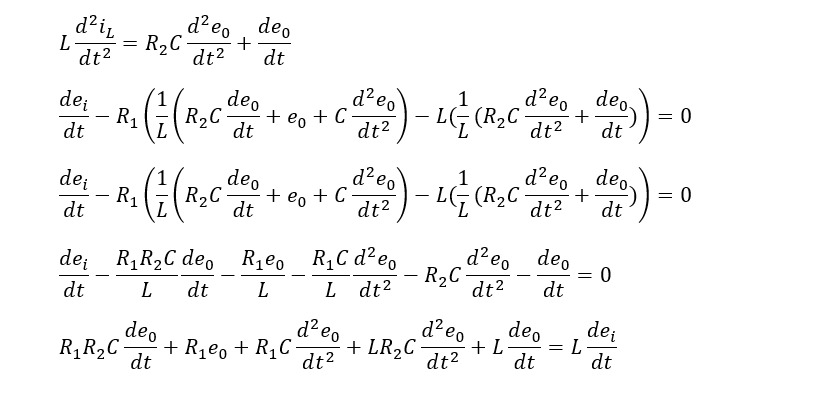 L d²i_L/dt² = R₂C d²e₀/dt² + de₀/dt
de_i/dt − R₁(1/L(R₂C de₀/dt + e₀ + C d²e₀/dt²) − L(1/L(R₂C d²e₀/dt² + de₀/dt)) = 0
de_i/dt − R₁(1/L(R₂C de₀/dt + e₀ + C d²e₀/dt²) − L(1/L(R₂C d²e₀/dt² + de₀/dt)) = 0
de_i/dt − R₁R₂C/L de₀/dt − R₁e₀/L − R₁C/L d²e₀/dt² − R₂C d²e₀/dt² − de₀/dt = 0
R₁R₂C de₀/dt + R₁e₀ + R₁C d²e₀/dt² + LR₂C d²e₀/dt² + L de₀/dt = L de_i/dt